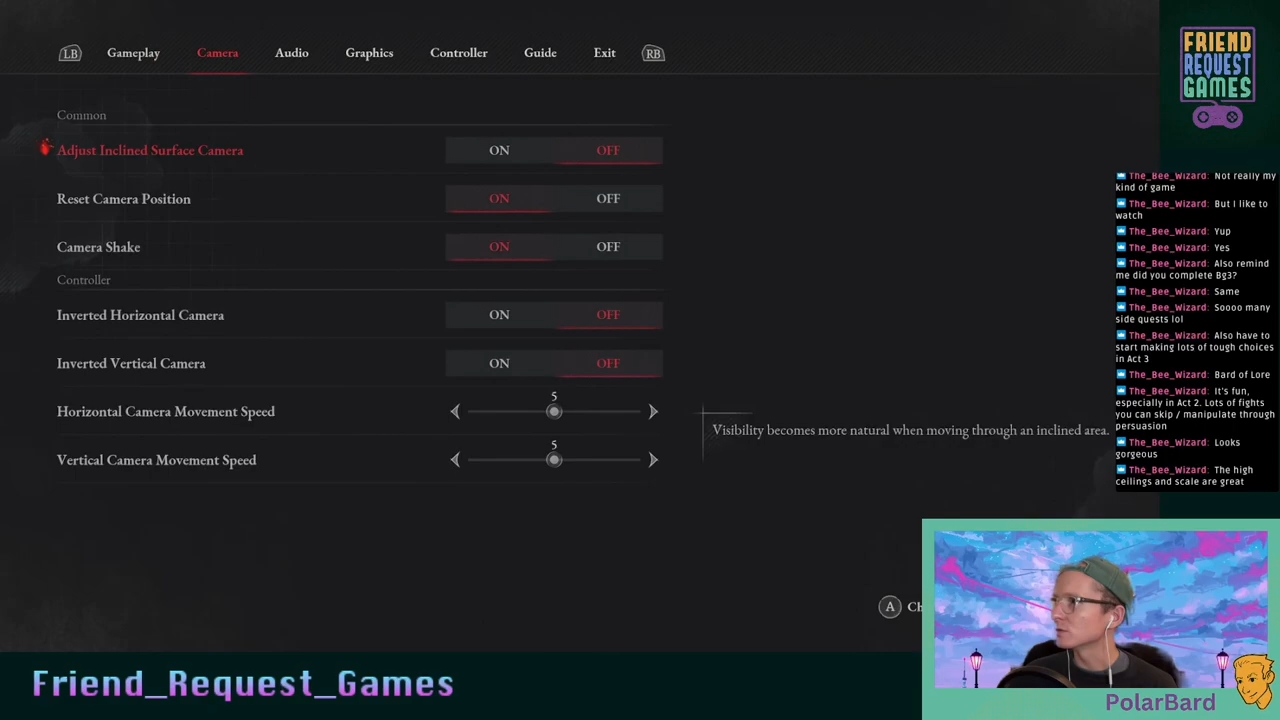 LB Gameplay Camera Audio Graphics Controller Guide Exit RB
Common
Adjust Inclined Surface Camera ON OFF
Reset Camera Position ON OFF
Camera Shake ON OFF
Controller
Inverted Horizontal Camera ON OFF
Inverted Vertical Camera ON OFF
5
Horizontal Camera Movement Speed
5
Vertical Camera Movement Speed
Visibility becomes more natural when moving through an inclined area.
A Ch
FRIEND
REQUEST
GAMES
The_Bee_Wizard: Not really my
kind of game
The_Bee_Wizard: But I like to
watch
The_Bee_Wizard: Yup
The_Bee_Wizard: Yes
The_Bee_Wizard: Also remind
me did you complete Bg3?
The_Bee_Wizard: Same
The_Bee_Wizard: Soooo many
side quests lol
The_Bee_Wizard: Also have to
start making lots of tough choices
in Act 3
The_Bee_Wizard: Bard of Lore
The_Bee_Wizard: It's fun,
especially in Act 2. Lots of fights
you can skip / manipulate through
persuasion
The_Bee_Wizard: Looks
gorgeous
The_Bee_Wizard: The high
ceilings and scale are great
Friend_Request_Games
PolarBard